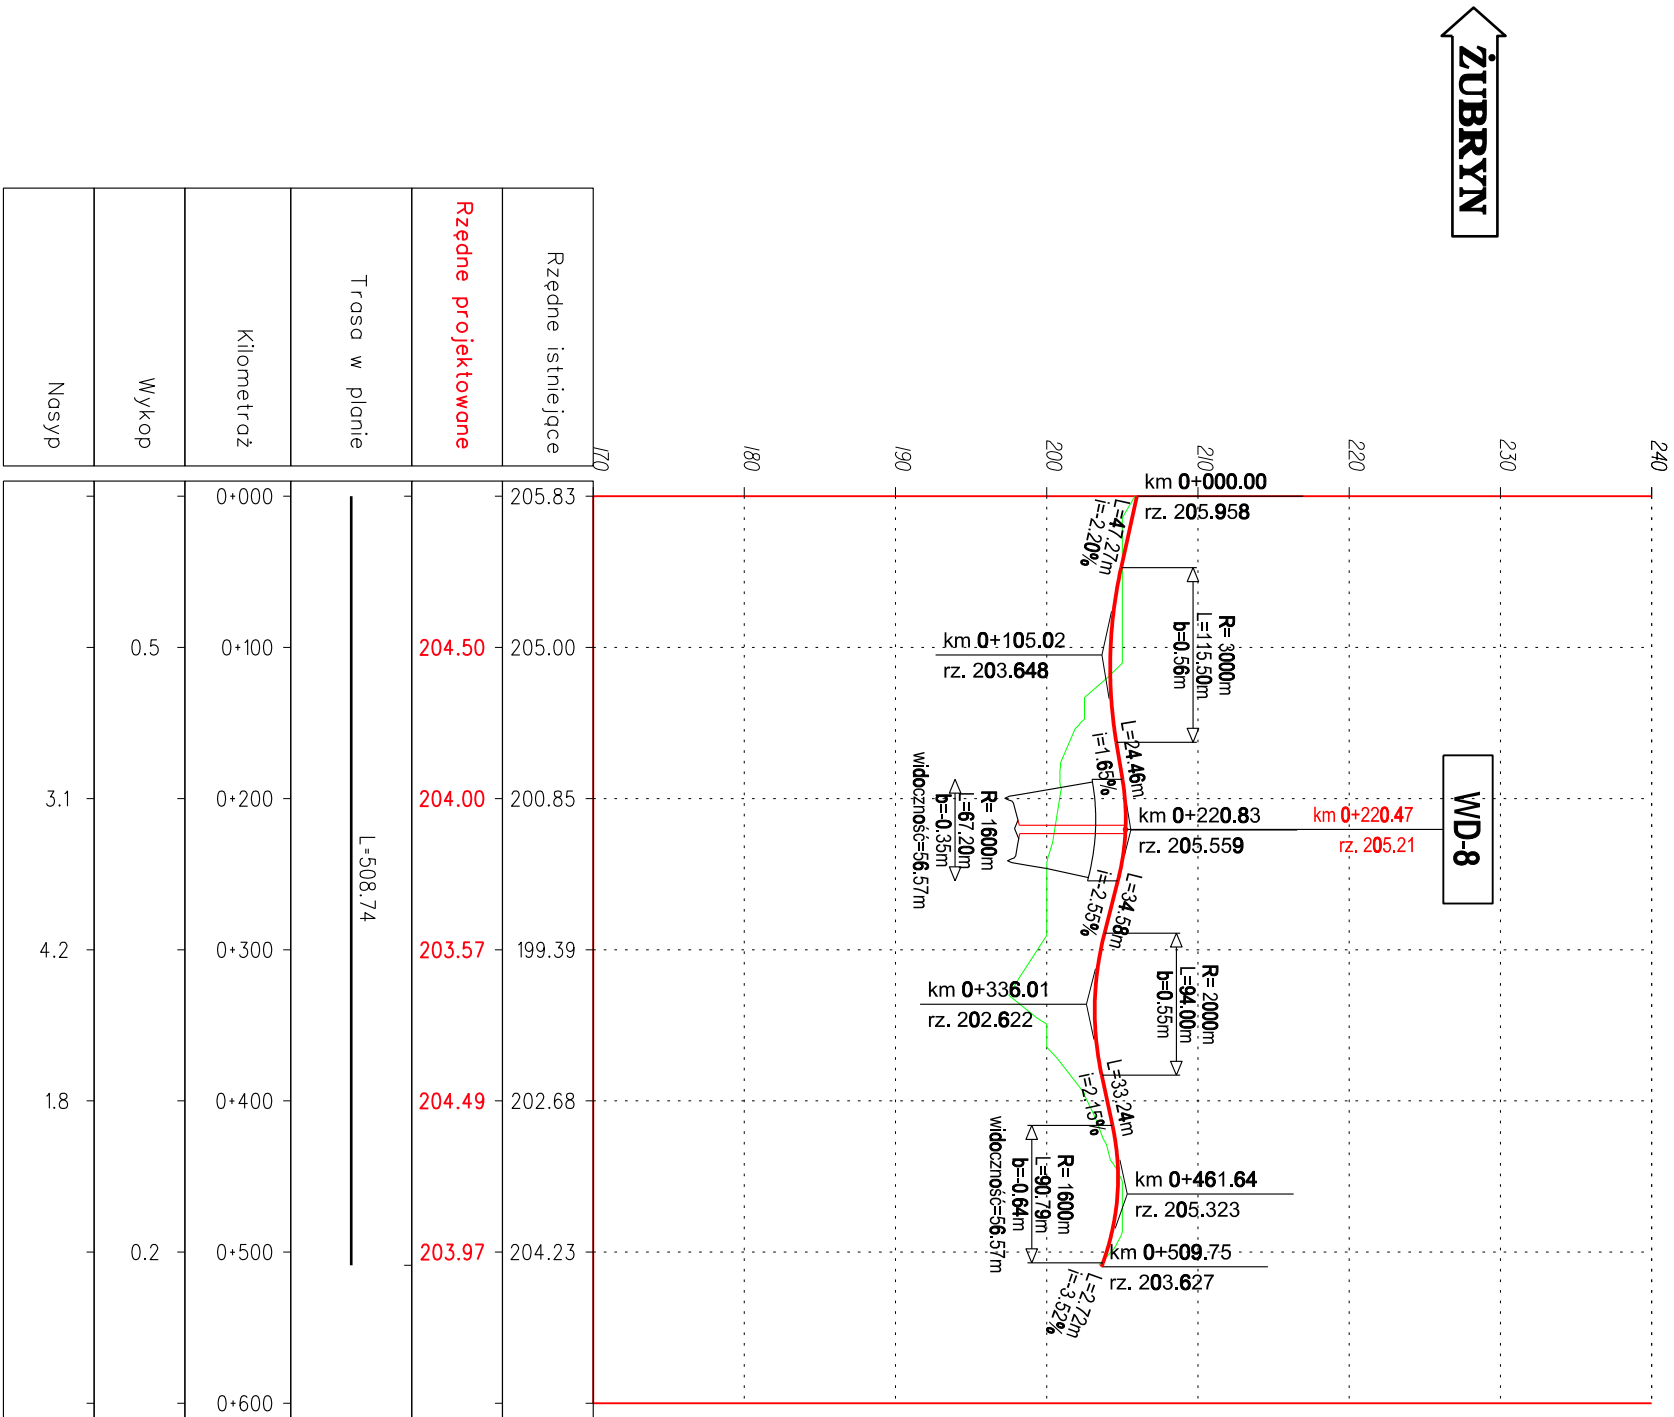 ŻUBRYN
240
230
220
210
200
190
180
170
WD-8
km 0+220.47
rz. 205.21
km 0+000.00
rz. 205.958
L=47.27m
i=-2.20%
R= 3000m
L=115.50m
b=0.56m
km 0+105.02
rz. 203.648
L=24.46m
i=1.65%
km 0+220.83
rz. 205.559
R= 1600m
L=67.20m
b=-0.35m
widoczność=56.57m
L=34.58m
i=-2.55%
R= 2000m
L=94.00m
b=0.55m
km 0+336.01
rz. 202.622
L=33.24m
i=2.15%
km 0+461.64
rz. 205.323
R= 1600m
L=90.79m
b=-0.64m
widoczność=56.57m
km 0+509.75
rz. 203.627
L=2.72m
i=-3.52%
Rzędne istniejące
205.83
205.00
200.85
199.39
202.68
204.23
Rzędne projektowane
204.50
204.00
203.57
204.49
203.97
Trasa w planie
L=508.74
Kilometraż
0+000
0+100
0+200
0+300
0+400
0+500
0+600
Wykop
0.5
0.2
Nasyp
3.1
4.2
1.8